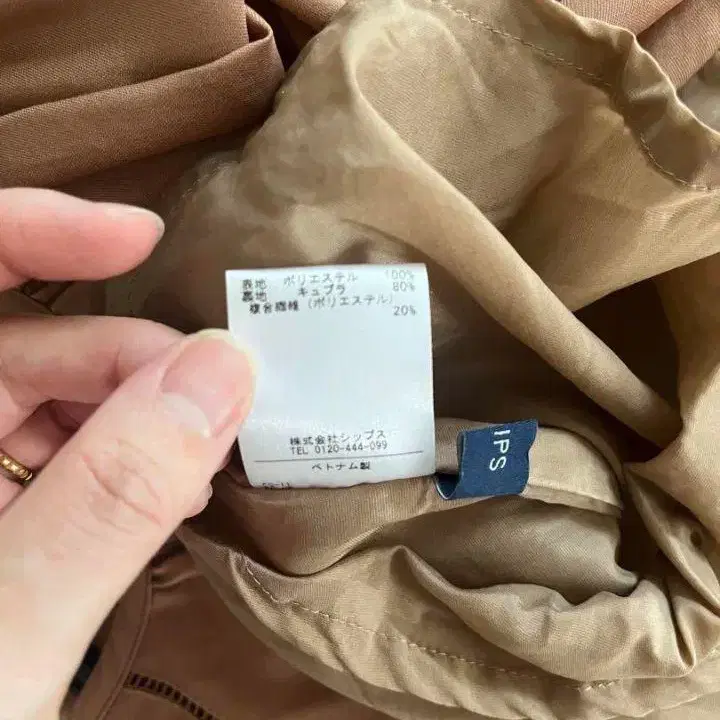 表地 ポリエステル 100%
裏地 キュプラ 80%
複合繊維 (ポリエステル) 20%
株式会社シップス
TEL 0120-444-099
ベトナム製
IPS